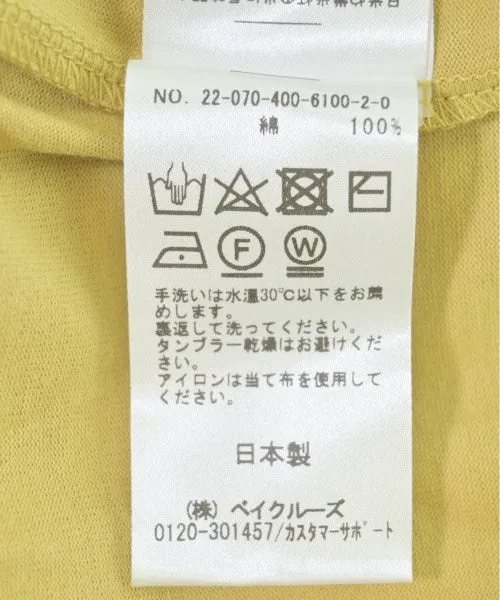 NO. 22-070-400-6100-2-0
綿 100%
F W
手洗いは水温30℃以下をお薦
めします。
裏返して洗ってください。
タンブラー乾燥はお避けくだ
さい。
アイロンは当て布を使用して
ください。
日本製
(株) ベイクルーズ
0120-301457/カスタマーサポート